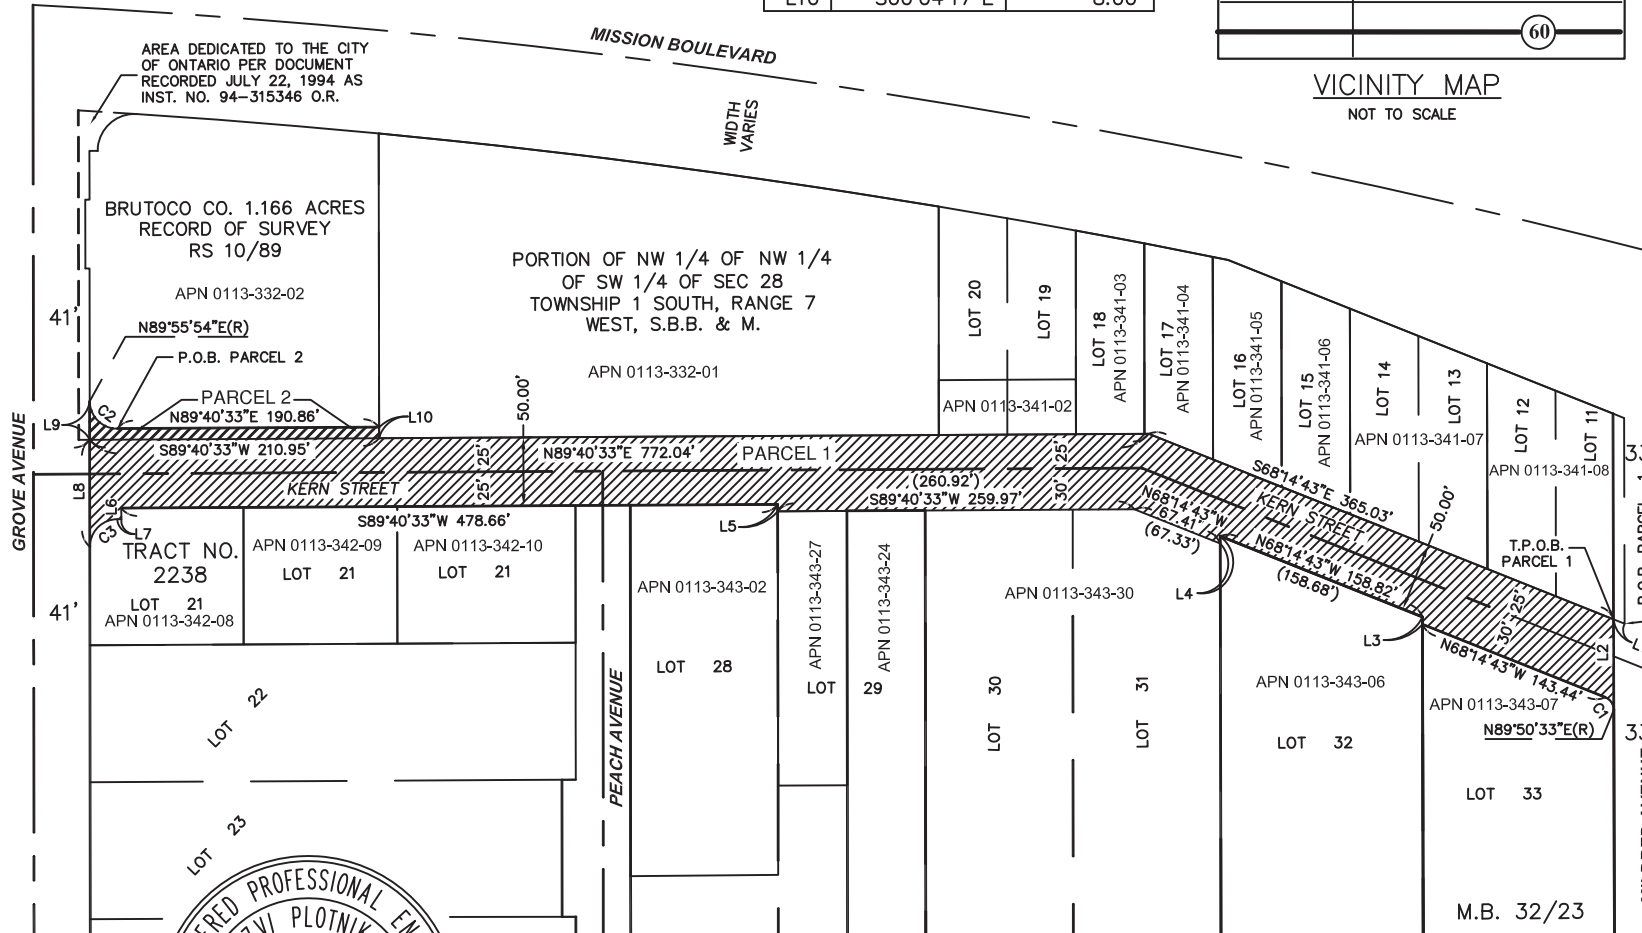 L10 S00°04'17"E 8.00'
60
VICINITY MAP
NOT TO SCALE
MISSION BOULEVARD
WIDTH
VARIES
AREA DEDICATED TO THE CITY
OF ONTARIO PER DOCUMENT
RECORDED JULY 22, 1994 AS
INST. NO. 94-315346 O.R.
BRUTOCO CO. 1.166 ACRES
RECORD OF SURVEY
RS 10/89
APN 0113-332-02
41'
N89°55'54"E(R)
P.O.B. PARCEL 2
PARCEL 2
N89°40'33"E 190.86'
C2
L9
L10
S89°40'33"W 210.95'
PORTION OF NW 1/4 OF NW 1/4
OF SW 1/4 OF SEC 28
TOWNSHIP 1 SOUTH, RANGE 7
WEST, S.B.B. & M.
APN 0113-332-01
50.00'
LOT 20
LOT 19
APN 0113-341-02
LOT 18
APN 0113-341-03
LOT 17
APN 0113-341-04
LOT 16
APN 0113-341-05
LOT 15
APN 0113-341-06
LOT 14
LOT 13
APN 0113-341-07
LOT 12
LOT 11
APN 0113-341-08
33
GROVE AVENUE
L8
L6
KERN STREET
25'
25'
N89°40'33"E 772.04'
PARCEL 1
(260.92')
S89°40'33"W 259.97'
25'
30'
S68°14'43"E 365.03'
KERN STREET
50.00'
N68°14'43"W
67.41'
(67.33')
N68°14'43"W 158.82'
(158.68')
30' 25'
T.P.O.B.
PARCEL 1
P.O.B. PARCEL 1
L2
L
L3
L4
L5
N68°14'43"W 143.44'
C1
N89°50'33"E(R)
33
S89°40'33"W 478.66'
C3
L7
TRACT NO.
2238
LOT 21
APN 0113-342-08
41'
APN 0113-342-09
LOT 21
APN 0113-342-10
LOT 21
LOT 22
LOT 23
PEACH AVENUE
APN 0113-343-02
LOT 28
APN 0113-343-27
APN 0113-343-24
LOT 29
APN 0113-343-30
LOT 30
LOT 31
APN 0113-343-06
LOT 32
APN 0113-343-07
LOT 33
M.B. 32/23
ERED PROFESSIONAL EN
ZVI PLOTNIK